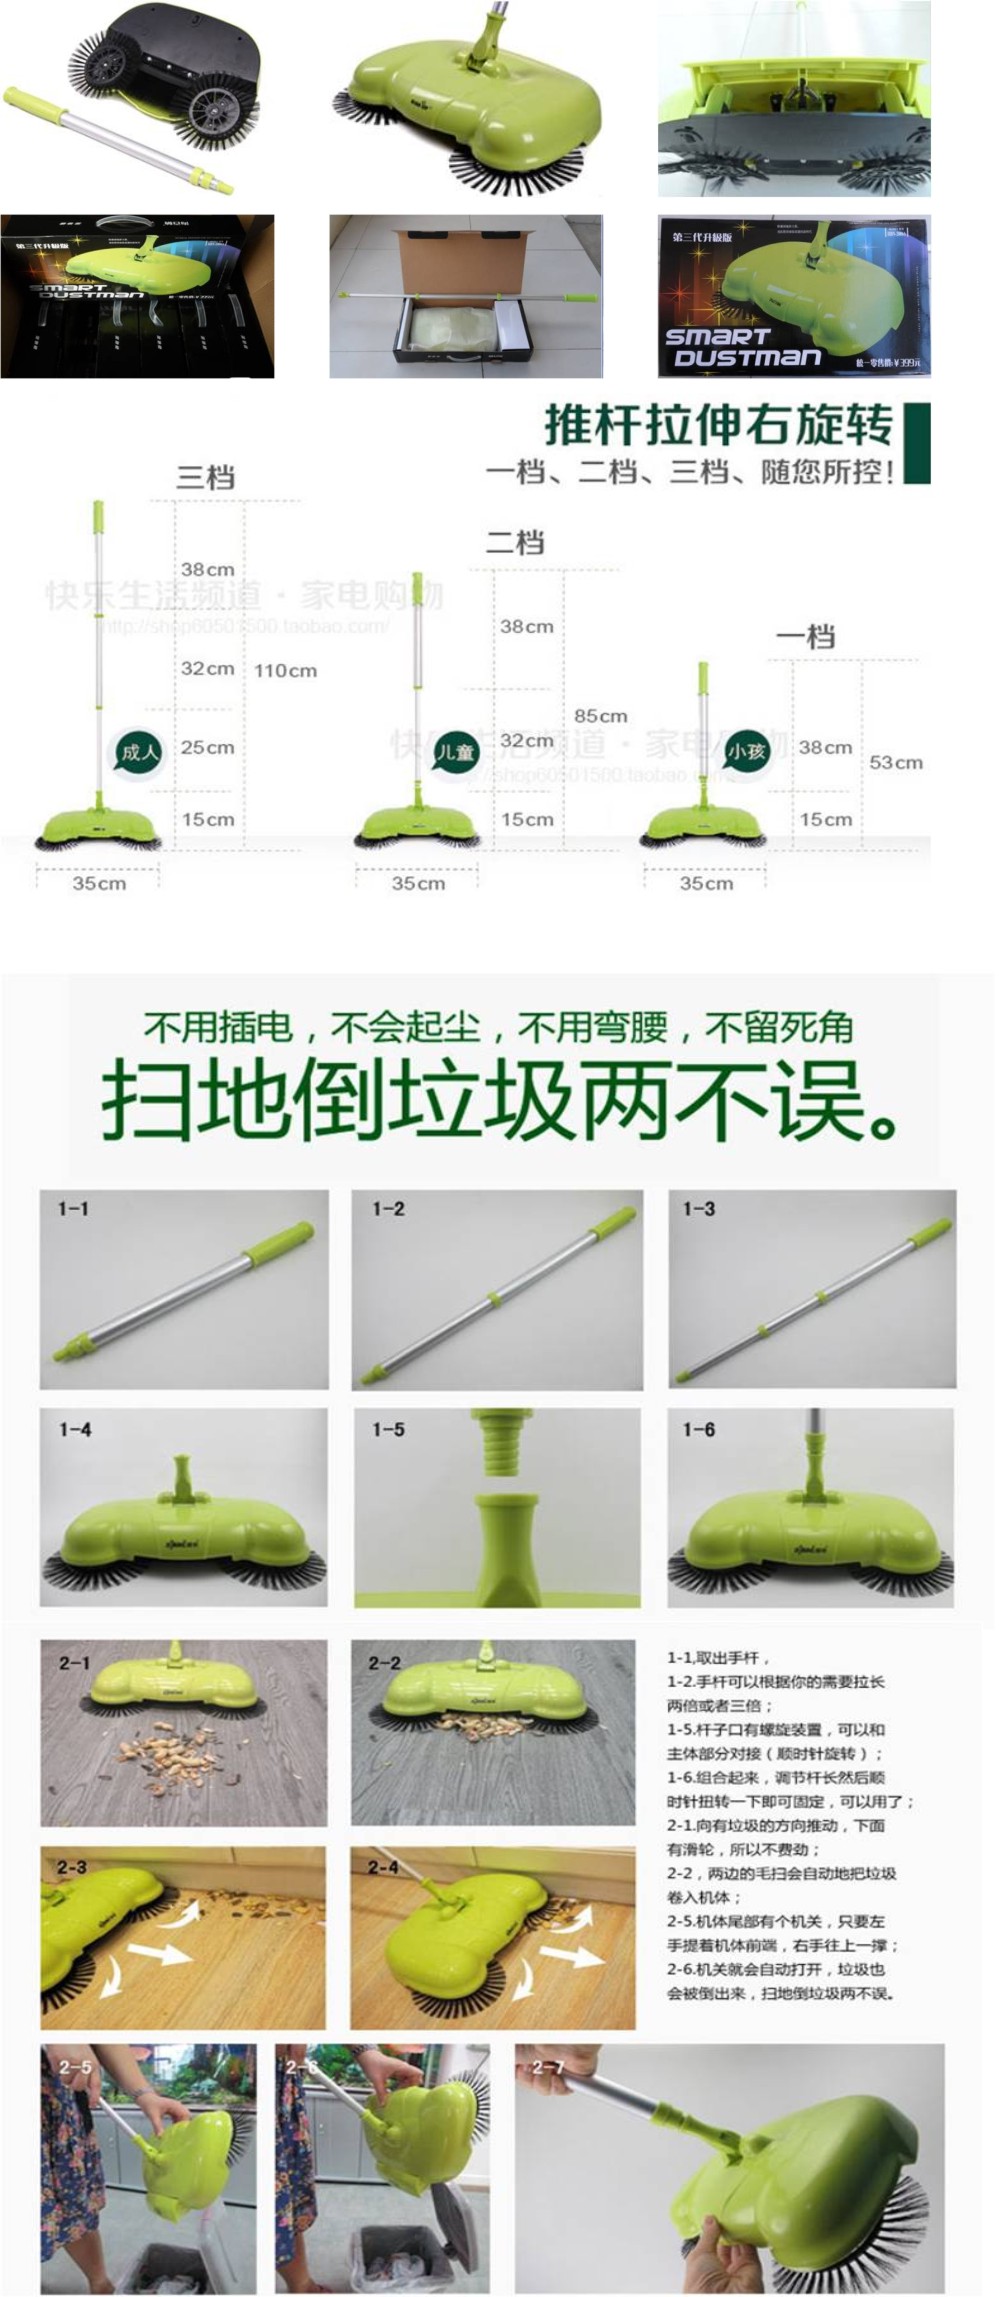 第三代升级版
SMART
DUSTMAN
第三代升级版
SMART
DUSTMAN
统一零售价:¥399元
推杆拉伸右旋转
一档、二档、三档、随您所控!
三档
38cm
32cm
110cm
25cm
15cm
35cm
成人
二档
38cm
85cm
32cm
15cm
35cm
儿童
一档
38cm
53cm
15cm
35cm
小孩
快乐生活频道·家电购物
http://shop60501500.taobao.com/
不用插电，不会起尘，不用弯腰，不留死角
扫地倒垃圾两不误。
1-1
1-2
1-3
1-4
1-5
1-6
2-1
2-2
2-3
2-4
1-1,取出手杆，
1-2.手杆可以根据你的需要拉长
两倍或者三倍；
1-5.杆子口有螺旋装置，可以和
主体部分对接（顺时针旋转）；
1-6.组合起来，调节杆长然后顺
时针扭转一下即可固定，可以用了；
2-1.向有垃圾的方向推动，下面
有滑轮，所以不费劲；
2-2，两边的毛扫会自动地把垃圾
卷入机体；
2-5.机体尾部有个机关，只要左
手提着机体前端，右手往上一撑；
2-6.机关就会自动打开，垃圾也
会被倒出来，扫地倒垃圾两不误。
2-5
2-6
2-7